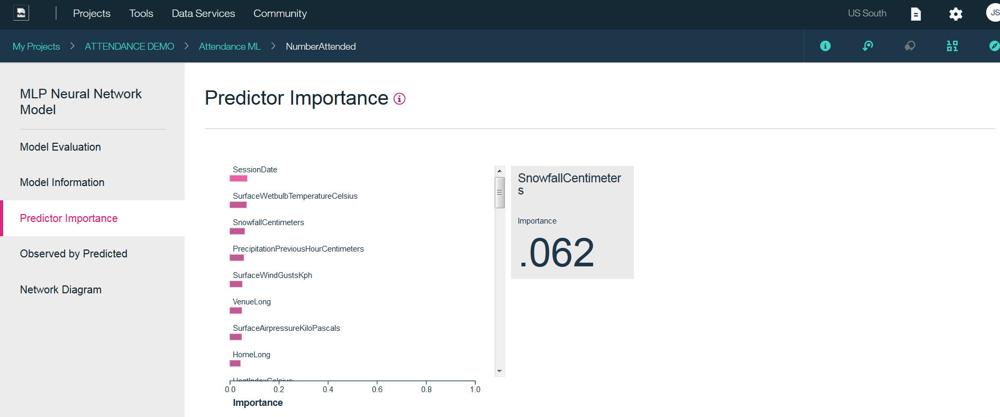 Projects Tools Data Services Community US South JS
My Projects ATTENDANCE DEMO Attendance ML NumberAttended
MLP Neural Network
Model
Model Evaluation
Model Information
Predictor Importance
Observed by Predicted
Network Diagram
Predictor Importance
SessionDate
SurfaceWetbulbTemperatureCelsius
SnowfallCentimeters
PrecipitationPreviousHourCentimeters
SurfaceWindGustsKph
VenueLong
SurfaceAirpressureKiloPascals
HomeLong
HeatIndexCelsius
0.0 0.2 0.4 0.6 0.8 1.0
Importance
SnowfallCentimeter
s
Importance
.062